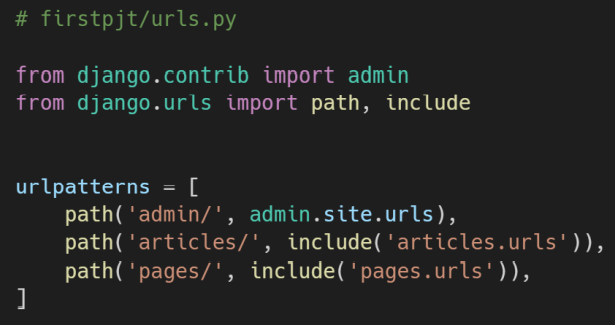 # firstpjt/urls.py
from django.contrib import admin
from django.urls import path, include
urlpatterns = [
    path('admin/', admin.site.urls),
    path('articles/', include('articles.urls')),
    path('pages/', include('pages.urls')),
]